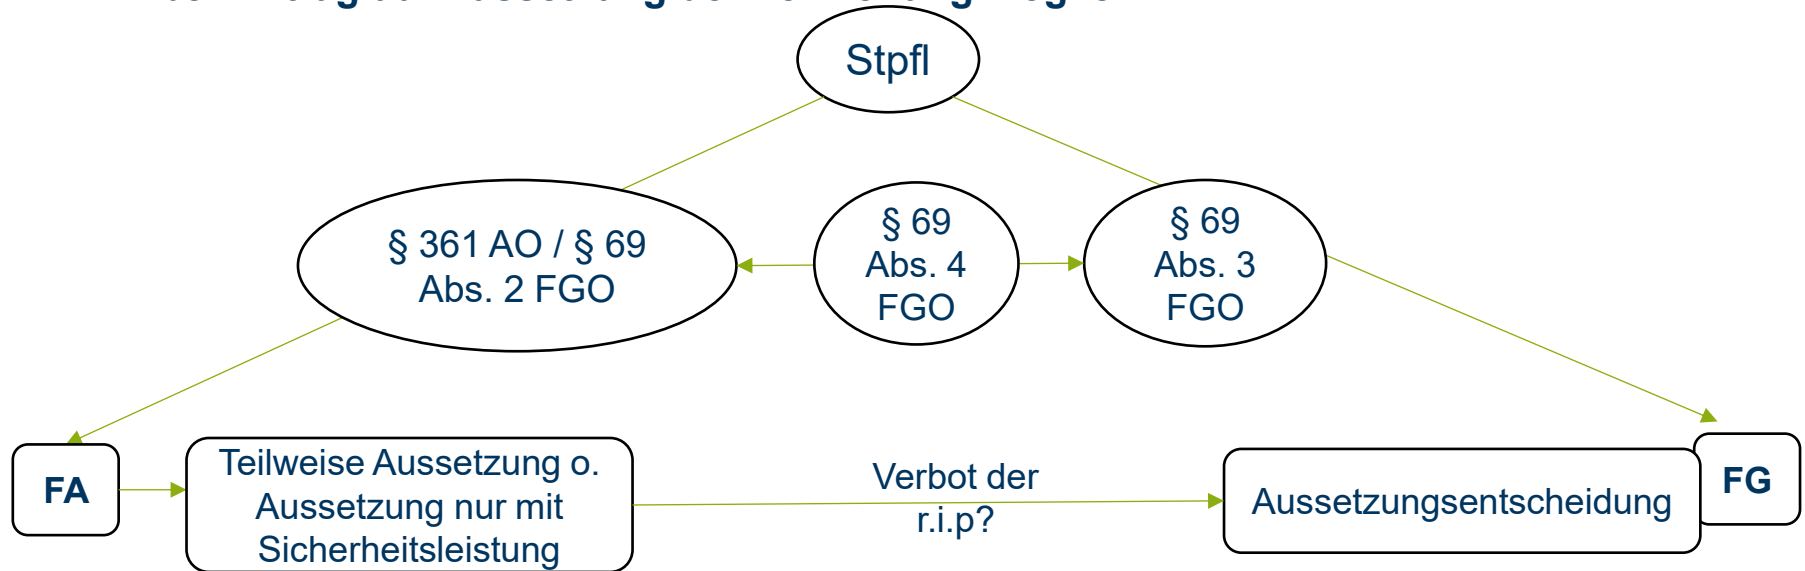 Stpfl
§ 361 AO / § 69
Abs. 2 FGO
§ 69
Abs. 4
FGO
§ 69
Abs. 3
FGO
FA
Teilweise Aussetzung o.
Aussetzung nur mit
Sicherheitsleistung
Verbot der
r.i.p?
Aussetzungsentscheidung
FG